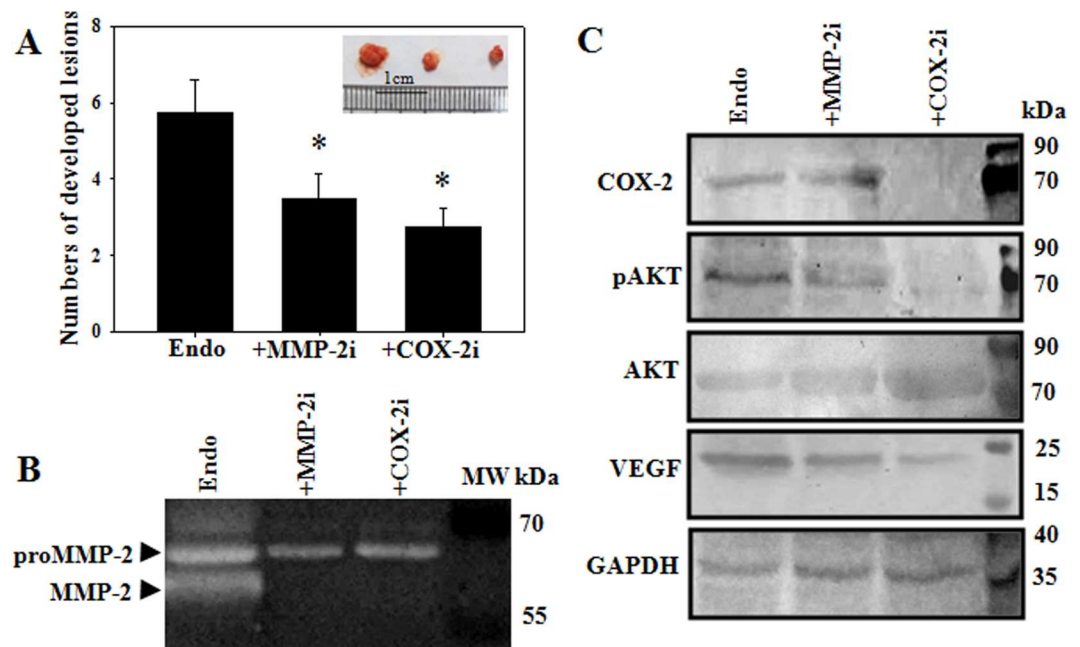 A
Numbers of developed lesions
8
6
4
2
0
1cm
*
*
Endo
+MMP-2i
+COX-2i
B
Endo
+MMP-2i
+COX-2i
MW kDa
proMMP-2
MMP-2
70
55
C
Endo
+MMP-2i
+COX-2i
kDa
COX-2
90
70
pAKT
90
70
AKT
90
70
VEGF
25
15
GAPDH
40
35